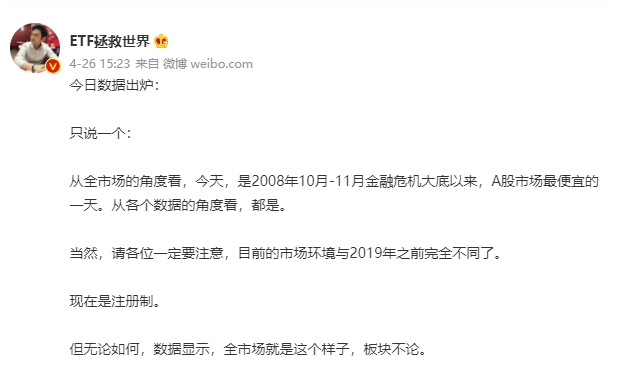 ETF拯救世界
4-26 15:23 来自 微博 weibo.com
今日数据出炉：
只说一个：
从全市场的角度看，今天，是2008年10月-11月金融危机大底以来，A股市场最便宜的
一天。从各个数据的角度看，都是。
当然，请各位一定要注意，目前的市场环境与2019年之前完全不同了。
现在是注册制。
但无论如何，数据显示，全市场就是这个样子，板块不论。